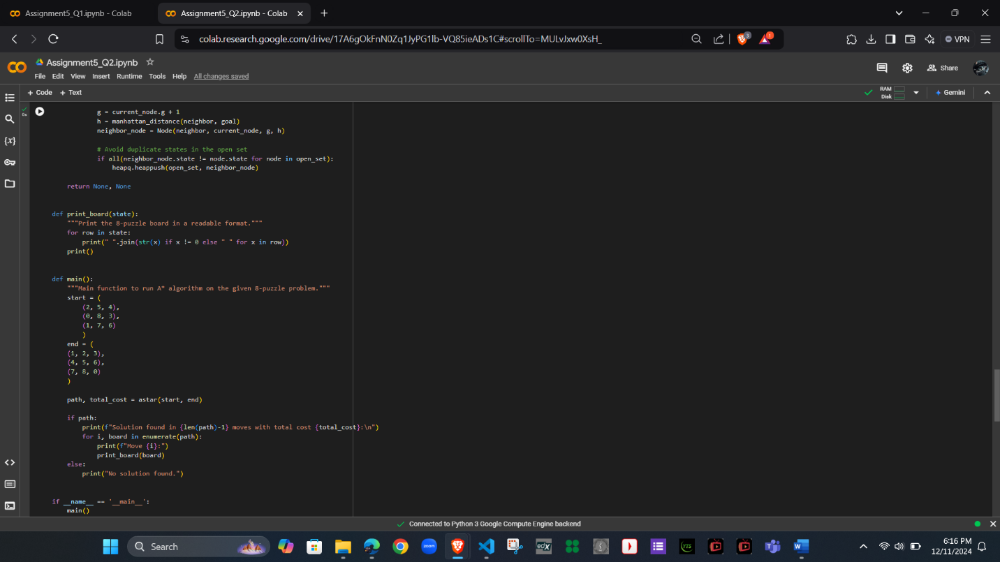 Assignment5_Q1.ipynb - Colab
Assignment5_Q2.ipynb - Colab
colab.research.google.com/drive/17A6gOkFnN0Zq1JyPG1lb-VQ85ieADs1C#scrollTo=MULvJxw0XsH_
3
1
VPN
Assignment5_Q2.ipynb
File Edit View Insert Runtime Tools Help All changes saved
Share
+ Code + Text
RAM
Disk
Gemini
{x}
0s
g = current_node.g + 1
h = manhattan_distance(neighbor, goal)
neighbor_node = Node(neighbor, current_node, g, h)
# Avoid duplicate states in the open set
if all(neighbor_node.state != node.state for node in open_set):
heapq.heappush(open_set, neighbor_node)
return None, None
def print_board(state):
"""Print the 8-puzzle board in a readable format."""
for row in state:
print(" ".join(str(x) if x != 0 else " " for x in row))
print()
def main():
"""Main function to run A* algorithm on the given 8-puzzle problem."""
start = (
(2, 5, 4),
(0, 8, 3),
(1, 7, 6)
)
end = (
(1, 2, 3),
(4, 5, 6),
(7, 8, 0)
)
path, total_cost = astar(start, end)
if path:
print(f"Solution found in {len(path)-1} moves with total cost {total_cost}:\n")
for i, board in enumerate(path):
print(f"Move {i}:")
print_board(board)
else:
print("No solution found.")
if __name__ == '__main__':
main()
Connected to Python 3 Google Compute Engine backend
Search
zoom
edX
YTS
6:16 PM
12/11/2024